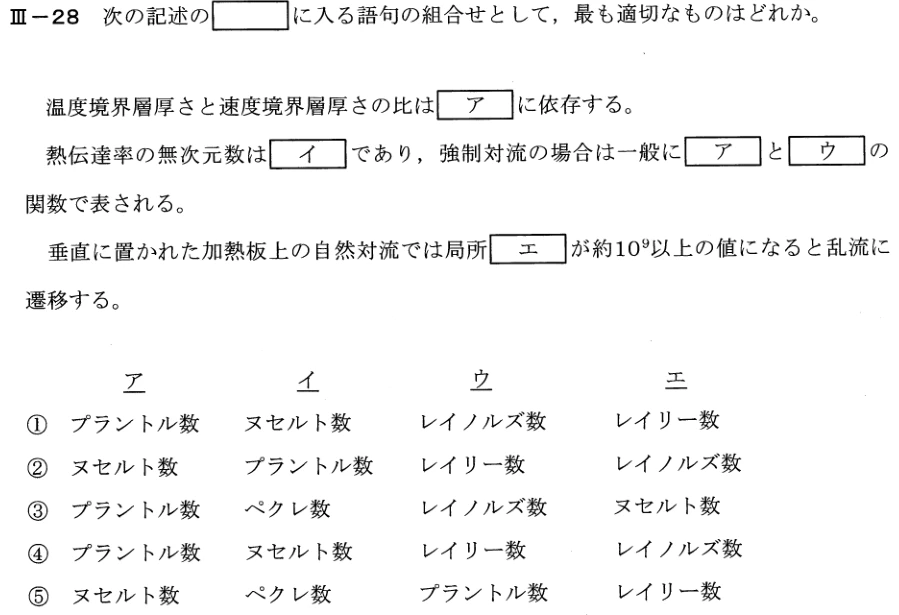 Ⅲ－28 次の記述の に入る語句の組合せとして，最も適切なものはどれか。
温度境界層厚さと速度境界層厚さの比は ア に依存する。
熱伝達率の無次元数は イ であり，強制対流の場合は一般に ア と ウ の
関数で表される。
垂直に置かれた加熱板上の自然対流では局所 エ が約10⁹以上の値になると乱流に
遷移する。
ア イ ウ エ
① プラントル数 ヌセルト数 レイノルズ数 レイリー数
② ヌセルト数 プラントル数 レイリー数 レイノルズ数
③ プラントル数 ペクレ数 レイノルズ数 ヌセルト数
④ プラントル数 ヌセルト数 レイリー数 レイノルズ数
⑤ ヌセルト数 ペクレ数 プラントル数 レイリー数